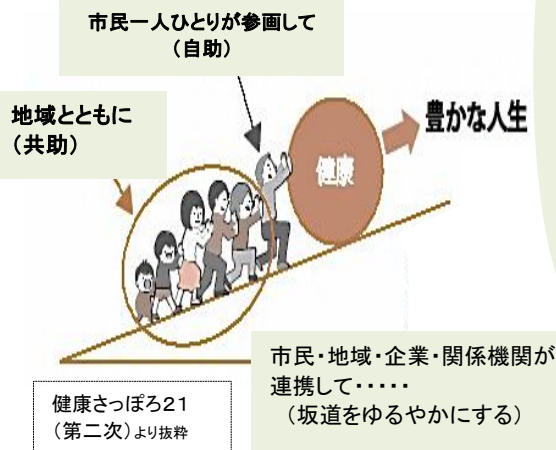 市民一人ひとりが参画して
（自助）
地域とともに
（共助）
健康
豊かな人生
市民・地域・企業・関係機関が
連携して・・・・・
（坂道をゆるやかにする）
健康さっぽろ２１
（第二次）より抜粋